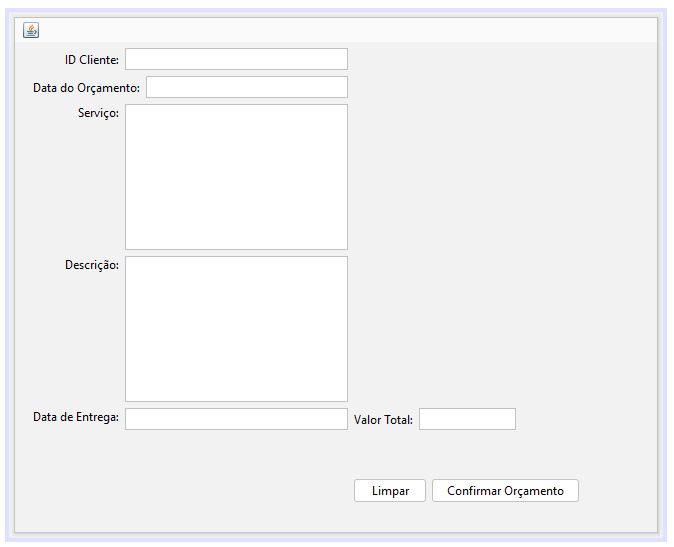 ID Cliente:
Data do Orçamento:
Serviço:
Descrição:
Data de Entrega: Valor Total:
Limpar Confirmar Orçamento